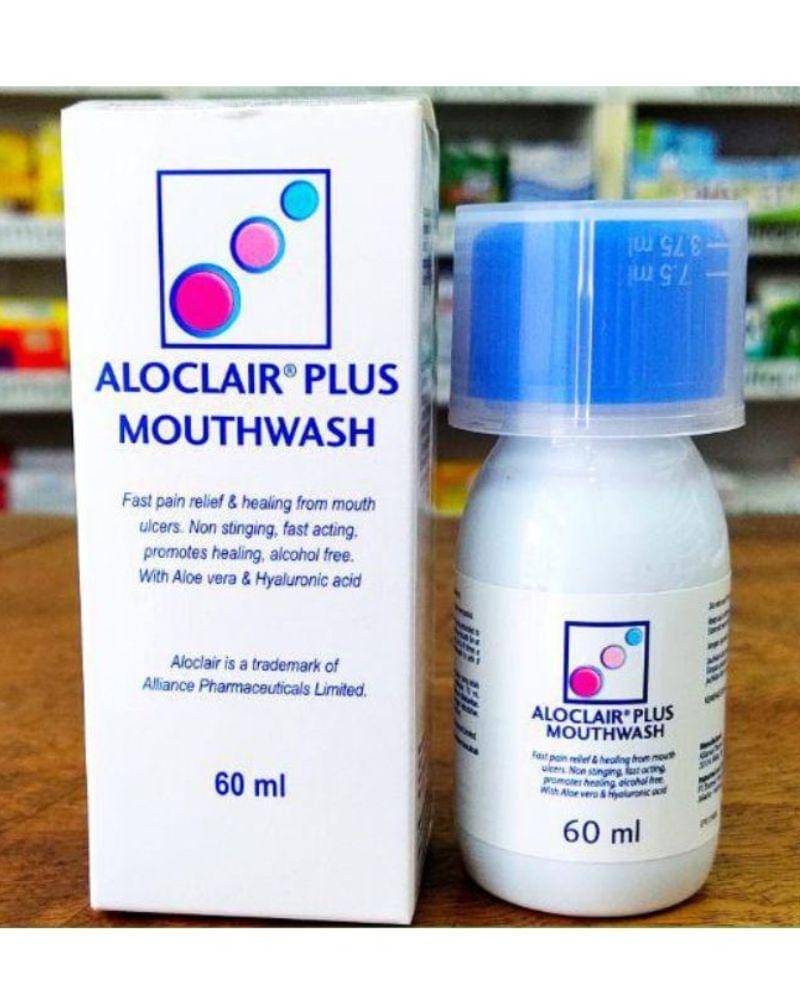 ALOCLAIR® PLUS
MOUTHWASH
Fast pain relief & healing from mouth
ulcers. Non stinging, fast acting,
promotes healing, alcohol free.
With Aloe vera & Hyaluronic acid
Aloclair is a trademark of
Alliance Pharmaceuticals Limited.
60 ml
3.75 ml
7.5 ml
ALOCLAIR® PLUS
MOUTHWASH
Fast pain relief & healing from mouth
ulcers. Non stinging, fast acting,
promotes healing, alcohol free.
With Aloe vera & Hyaluronic acid
60 ml